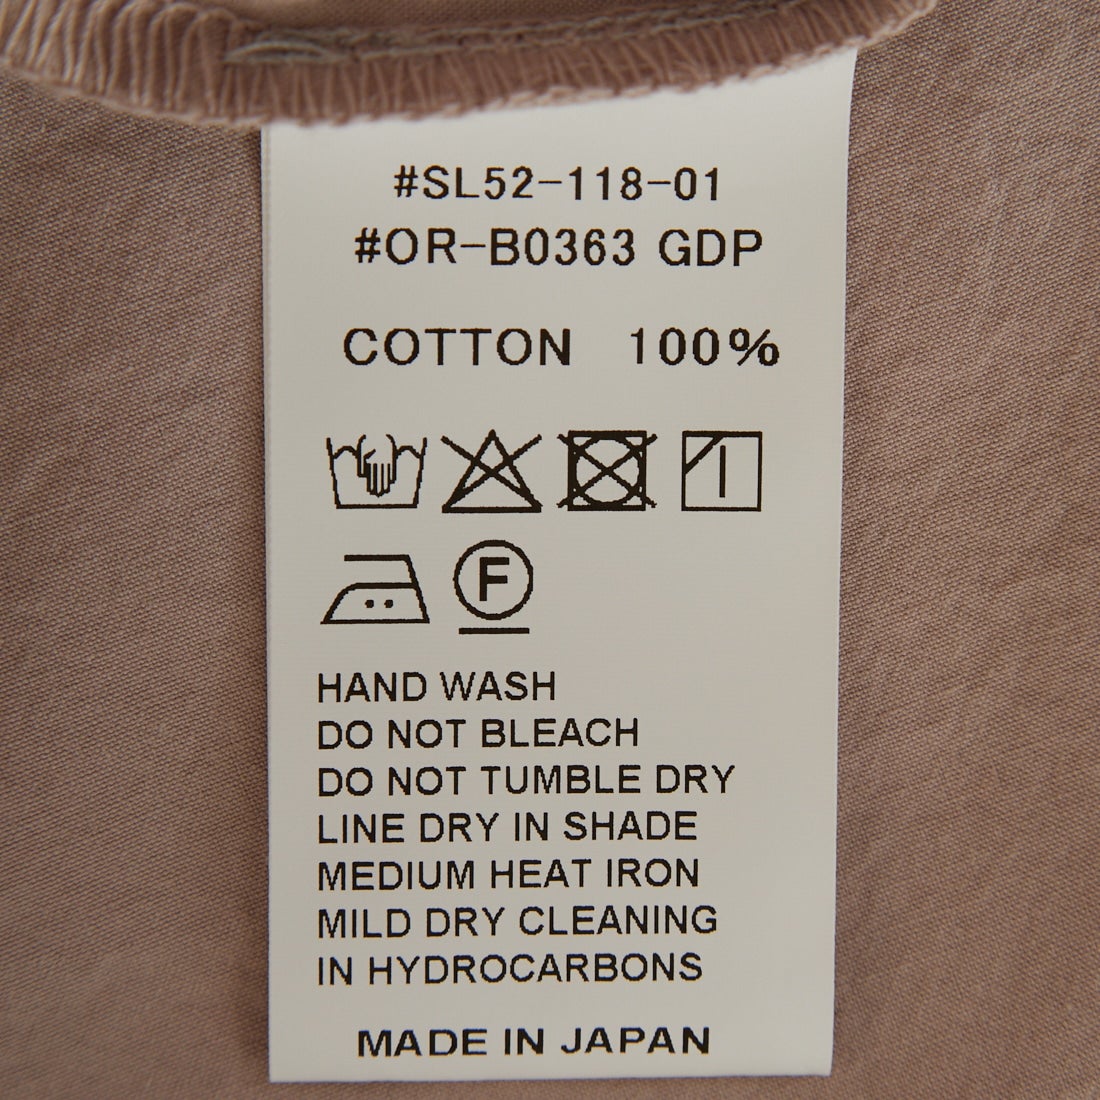 #SL52-118-01
#OR-B0363 GDP
COTTON 100%
F
HAND WASH
DO NOT BLEACH
DO NOT TUMBLE DRY
LINE DRY IN SHADE
MEDIUM HEAT IRON
MILD DRY CLEANING
IN HYDROCARBONS
MADE IN JAPAN